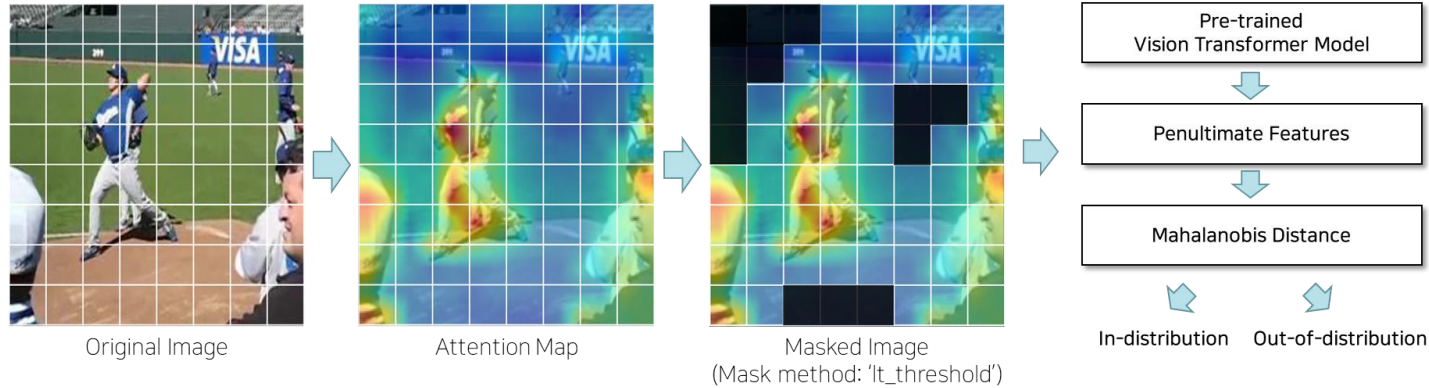 VISA
VISA
VISA
Original Image
Attention Map
Masked Image
(Mask method: 'lt_threshold')
Pre-trained
Vision Transformer Model
Penultimate Features
Mahalanobis Distance
In-distribution
Out-of-distribution